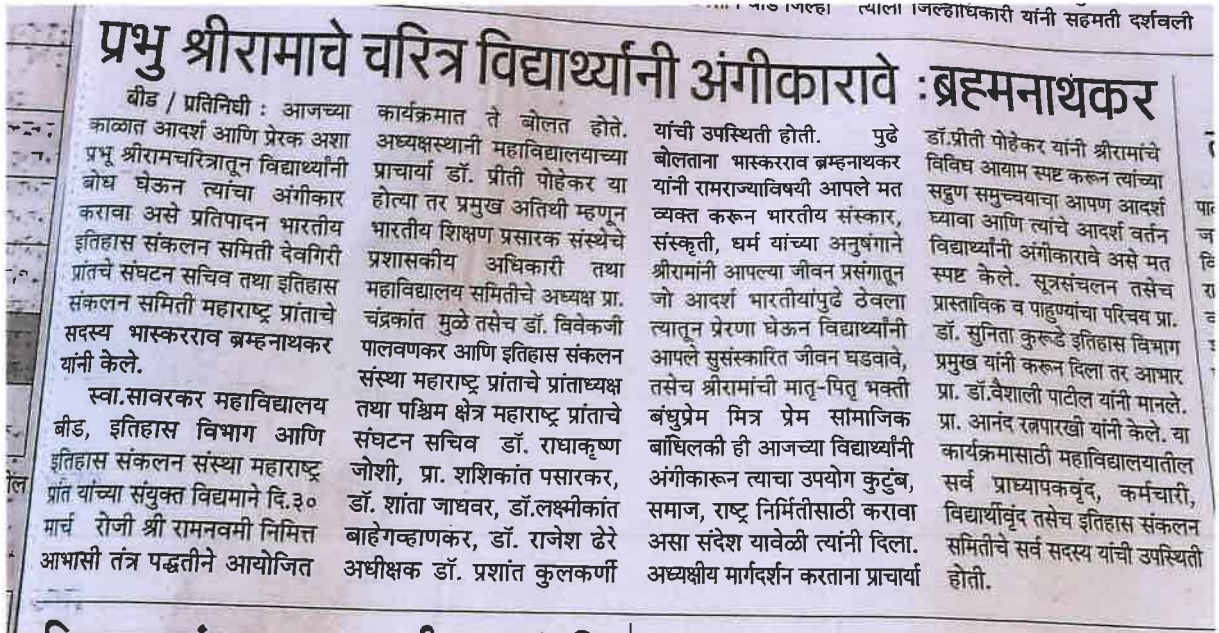 जिल्हा त्याला जिल्हाधिकारी यांनी सहमती दर्शवली
प्रभु श्रीरामाचे चरित्र विद्यार्थ्यांनी अंगीकारावे : ब्रह्मनाथकर
बीड / प्रतिनिधी : आजच्या
काळात आदर्श आणि प्रेरक अशा
प्रभू श्रीरामचरित्रातून विद्यार्थ्यांनी
बोध घेऊन त्यांचा अंगीकार
करावा असे प्रतिपादन भारतीय
इतिहास संकलन समिती देवगिरी
प्रांतचे संघटन सचिव तथा इतिहास
संकलन समिती महाराष्ट्र प्रांताचे
सदस्य भास्करराव ब्रम्हनाथकर
यांनी केले.
स्वा.सावरकर महाविद्यालय
बीड, इतिहास विभाग आणि
इतिहास संकलन संस्था महाराष्ट्र
प्रांत यांच्या संयुक्त विद्यमाने दि.३०
मार्च रोजी श्री रामनवमी निमित्त
आभासी तंत्र पद्धतीने आयोजित
कार्यक्रमात ते बोलत होते.
अध्यक्षस्थानी महाविद्यालयाच्या
प्राचार्या डॉ. प्रीती पोहेकर या
होत्या तर प्रमुख अतिथी म्हणून
भारतीय शिक्षण प्रसारक संस्थेचे
प्रशासकीय अधिकारी तथा
महाविद्यालय समितीचे अध्यक्ष प्रा.
चंद्रकांत मुळे तसेच डॉ. विवेकजी
पालवणकर आणि इतिहास संकलन
संस्था महाराष्ट्र प्रांताचे प्रांताध्यक्ष
तथा पश्चिम क्षेत्र महाराष्ट्र प्रांताचे
संघटन सचिव डॉ. राधाकृष्ण
जोशी, प्रा. शशिकांत पसारकर,
डॉ. शांता जाधवर, डॉ.लक्ष्मीकांत
बाहेगव्हाणकर, डॉ. राजेश ढेरे
अधीक्षक डॉ. प्रशांत कुलकर्णी
यांची उपस्थिती होती. पुढे
बोलताना भास्करराव ब्रम्हनाथकर
यांनी रामराज्याविषयी आपले मत
व्यक्त करून भारतीय संस्कार,
संस्कृती, धर्म यांच्या अनुषंगाने
श्रीरामांनी आपल्या जीवन प्रसंगातून
जो आदर्श भारतीयांपुढे ठेवला
त्यातून प्रेरणा घेऊन विद्यार्थ्यांनी
आपले सुसंस्कारित जीवन घडवावे,
तसेच श्रीरामांची मातृ-पितृ भक्ती
बंधुप्रेम मित्र प्रेम सामाजिक
बांधिलकी ही आजच्या विद्यार्थ्यांनी
अंगीकारून त्याचा उपयोग कुटुंब,
समाज, राष्ट्र निर्मितीसाठी करावा
असा संदेश यावेळी त्यांनी दिला.
अध्यक्षीय मार्गदर्शन करताना प्राचार्या
डॉ.प्रीती पोहेकर यांनी श्रीरामांचे
विविध आयाम स्पष्ट करून त्यांच्या
सद्गुण समुच्चयाचा आपण आदर्श
घ्यावा आणि त्यांचे आदर्श वर्तन
विद्यार्थ्यांनी अंगीकारावे असे मत
स्पष्ट केले. सूत्रसंचलन तसेच
प्रास्ताविक व पाहुण्यांचा परिचय प्रा.
डॉ. सुनिता कुरूडे इतिहास विभाग
प्रमुख यांनी करून दिला तर आभार
प्रा. डॉ.वैशाली पाटील यांनी मानले.
प्रा. आनंद रत्नपारखी यांनी केले. या
कार्यक्रमासाठी महाविद्यालयातील
सर्व प्राध्यापकवृंद, कर्मचारी,
विद्यार्थीवृंद तसेच इतिहास संकलन
समितीचे सर्व सदस्य यांची उपस्थिती
होती.